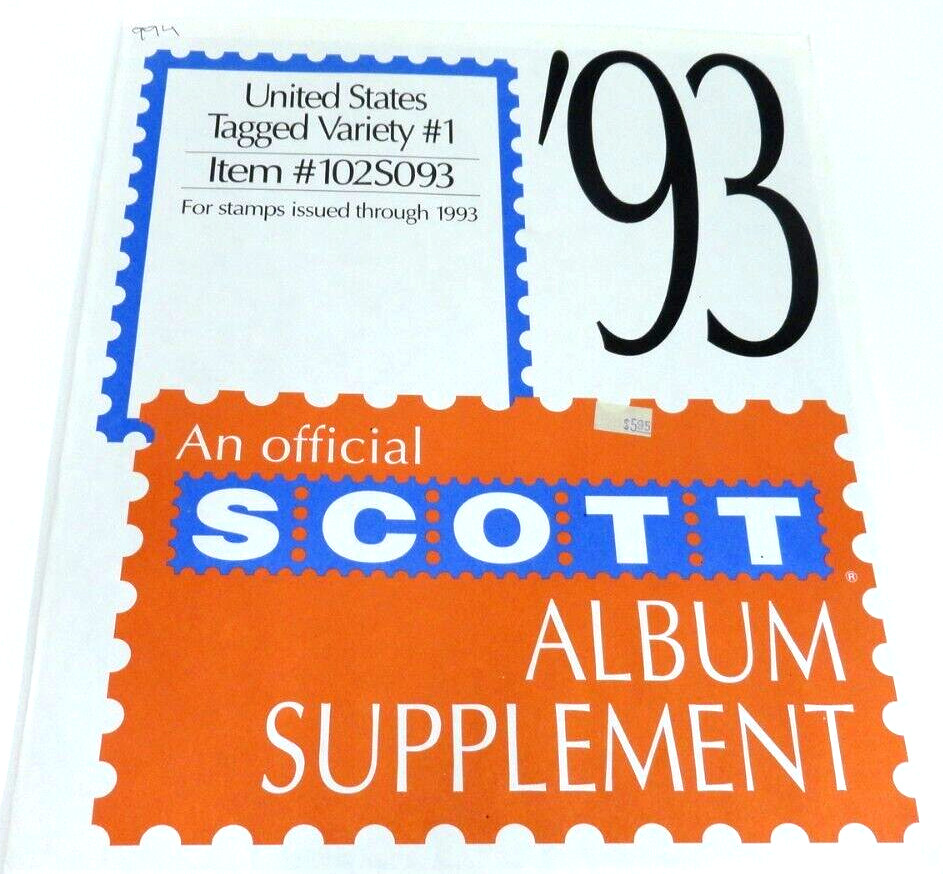 994
United States
Tagged Variety #1
Item #102S093
For stamps issued through 1993
'93
$5.95
An official
SCOTT®
ALBUM
SUPPLEMENT